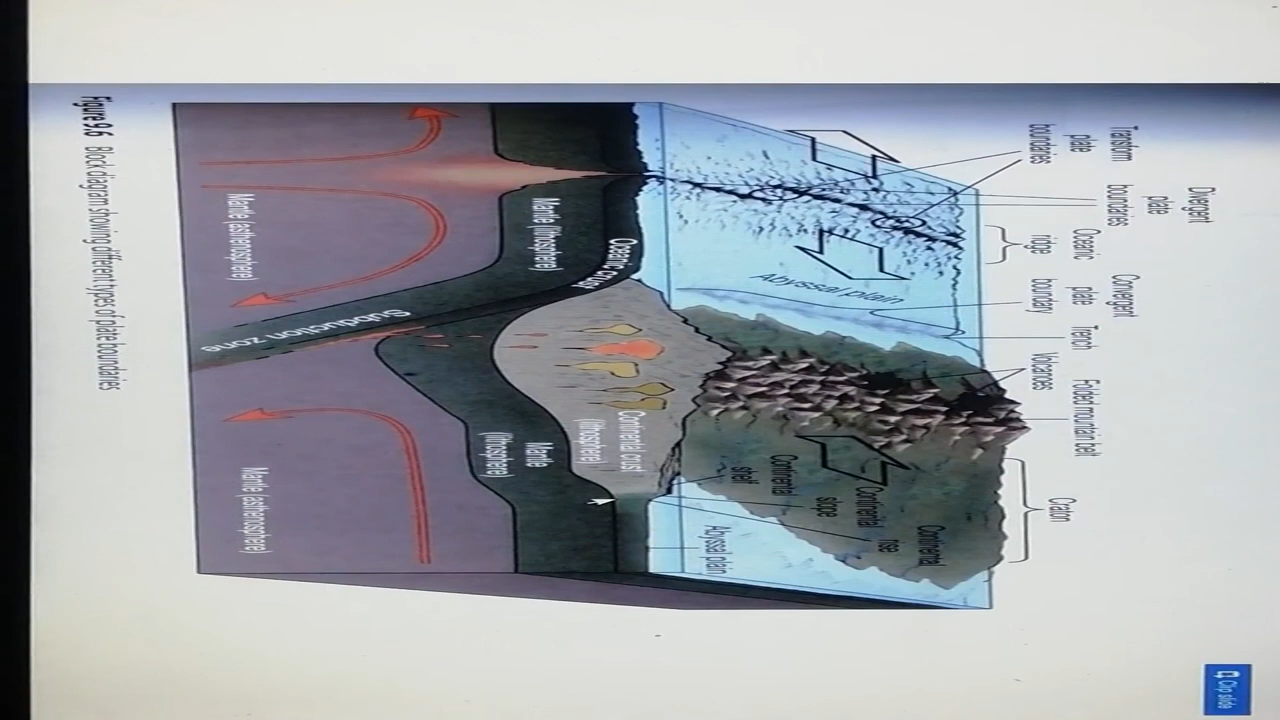 Divergent
plate
boundaries
Transform
plate
boundaries
Oceanic
ridge
Convergent
plate
boundary
Trench
Volcanoes
Folded mountain belt
Craton
Abyssal plain
Continental
shelf
Continental
slope
Continental
rise
Continental
Abyssal plain
Oceanic crust
Mantle (lithosphere)
Continental crust
(lithosphere)
Mantle
(lithosphere)
Subduction zone
Mantle (asthenosphere)
Mantle (asthenosphere)
Figure 9.6 Block diagram showing different types of plate boundaries
Clip slide